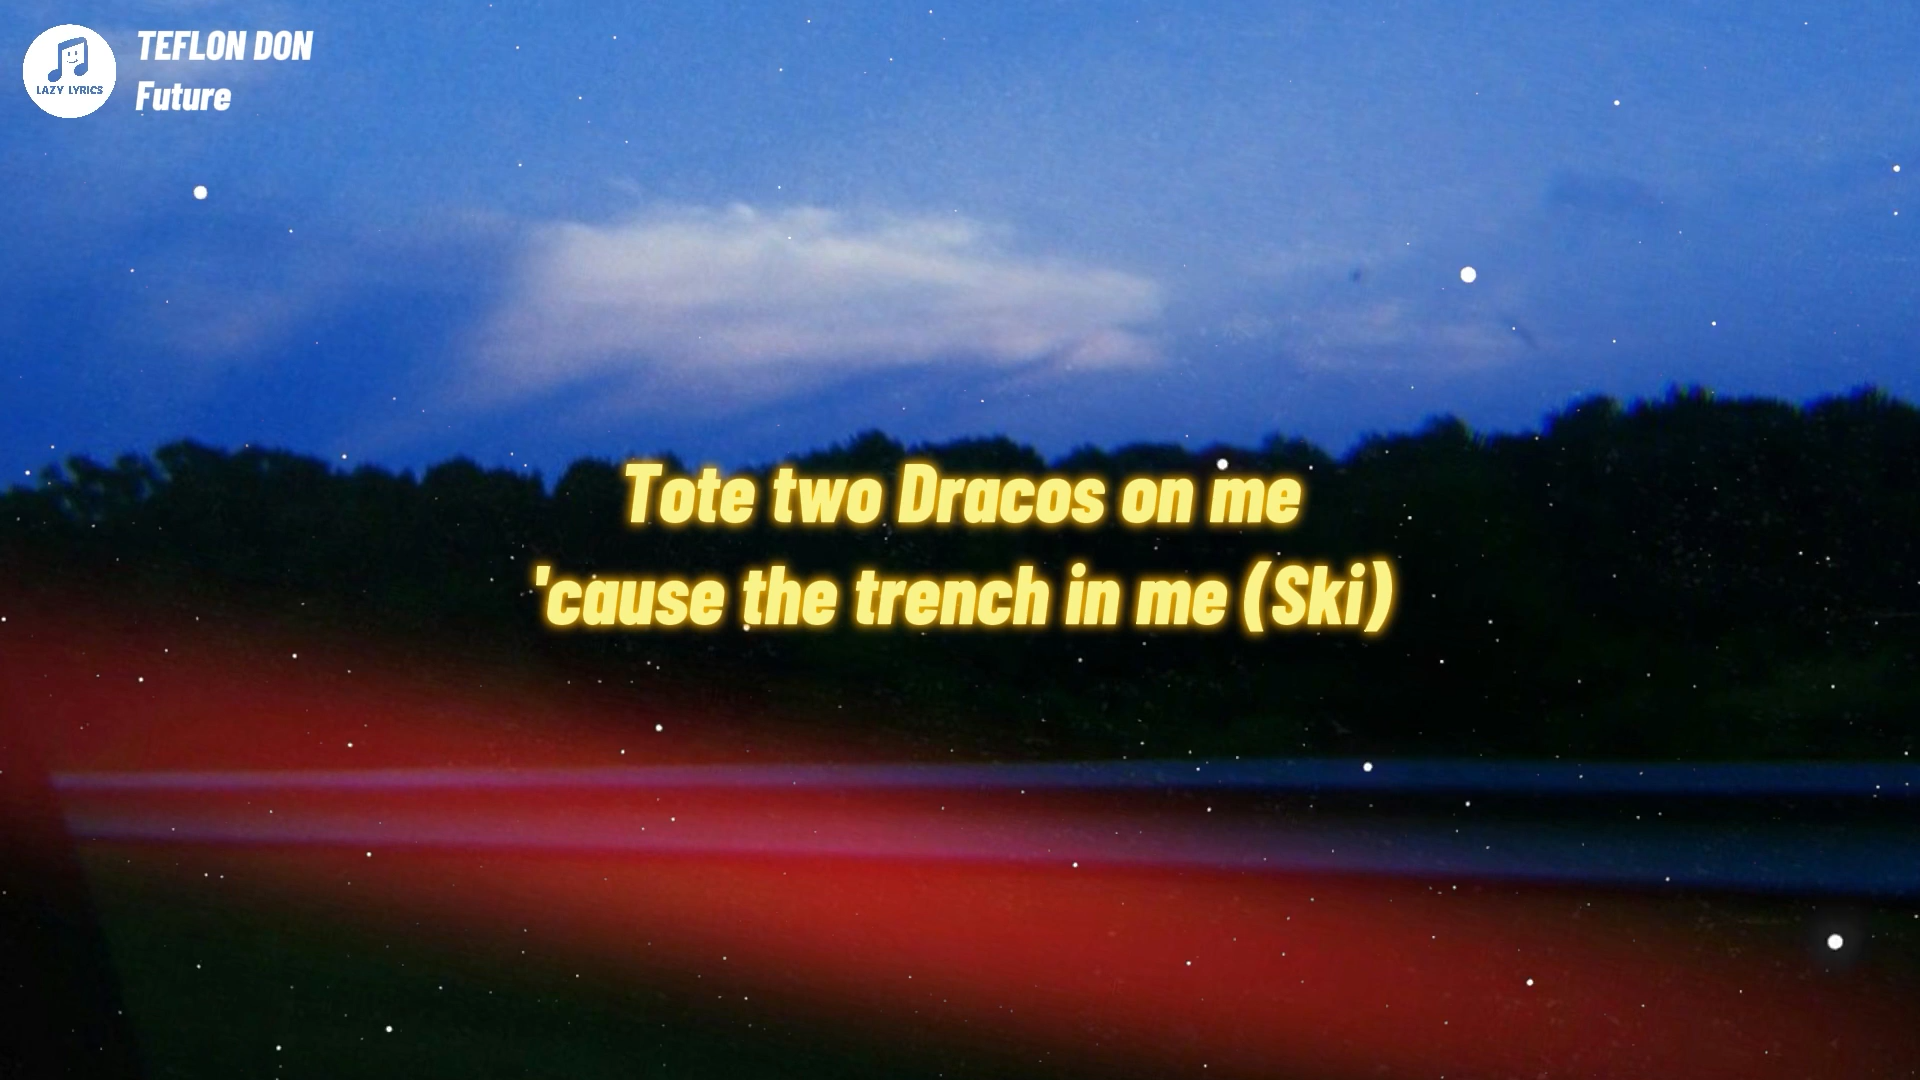 TEFLON DON
Future
LAZY LYRICS
Tote two Dracos on me
'cause the trench in me (Ski)